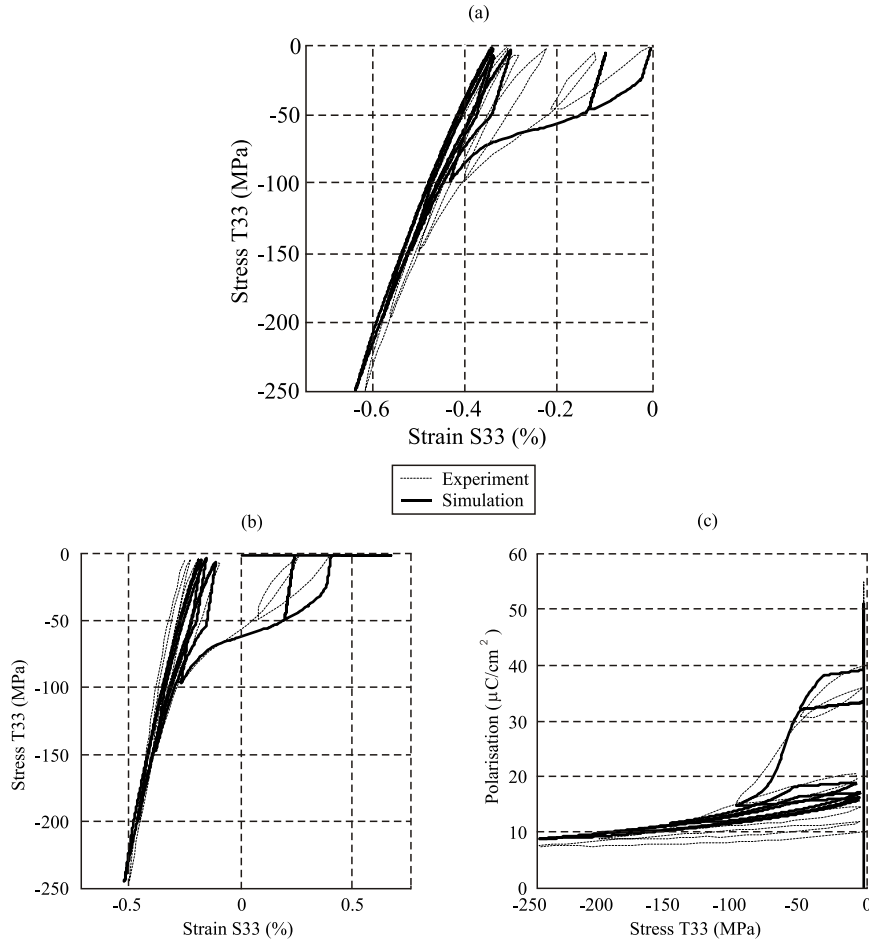 (a)
0
-50
-100
-150
-200
-250
Stress T33 (MPa)
-0.6
-0.4
-0.2
0
Strain S33 (%)
Experiment
Simulation
(b)
0
-50
-100
-150
-200
-250
Stress T33 (MPa)
-0.5
0
0.5
Strain S33 (%)
(c)
60
50
40
30
20
10
0
Polarisation (μC/cm²)
-250
-200
-150
-100
-50
0
Stress T33 (MPa)